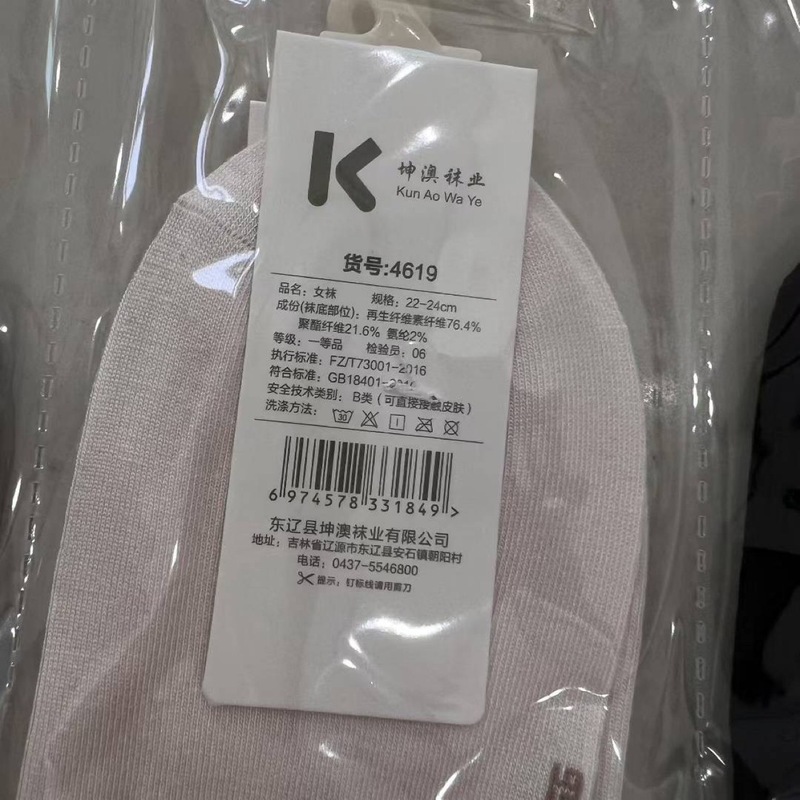 坤澳袜业
Kun Ao Wa Ye
货号:4619
品名：女袜 规格：22-24cm
成份(袜底部位)：再生纤维素纤维76.4%
聚酯纤维21.6% 氨纶2%
等级：一等品 检验员：06
执行标准：FZ/T73001-2016
符合标准：GB18401-
安全技术类别：B类（可直接接触皮肤）
洗涤方法：
30
6 974578 331849 >
东辽县坤澳袜业有限公司
地址：吉林省辽源市东辽县安石镇朝阳村
电话：0437-5546800
提示：钉标线请用剪刀